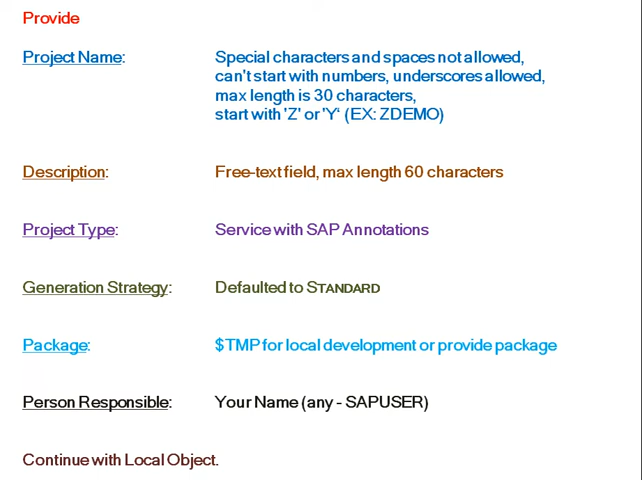 Provide
Project Name: Special characters and spaces not allowed,
can't start with numbers, underscores allowed,
max length is 30 characters,
start with 'Z' or 'Y' (EX: ZDEMO)
Description: Free-text field, max length 60 characters
Project Type: Service with SAP Annotations
Generation Strategy: Defaulted to STANDARD
Package: $TMP for local development or provide package
Person Responsible: Your Name (any - SAPUSER)
Continue with Local Object.